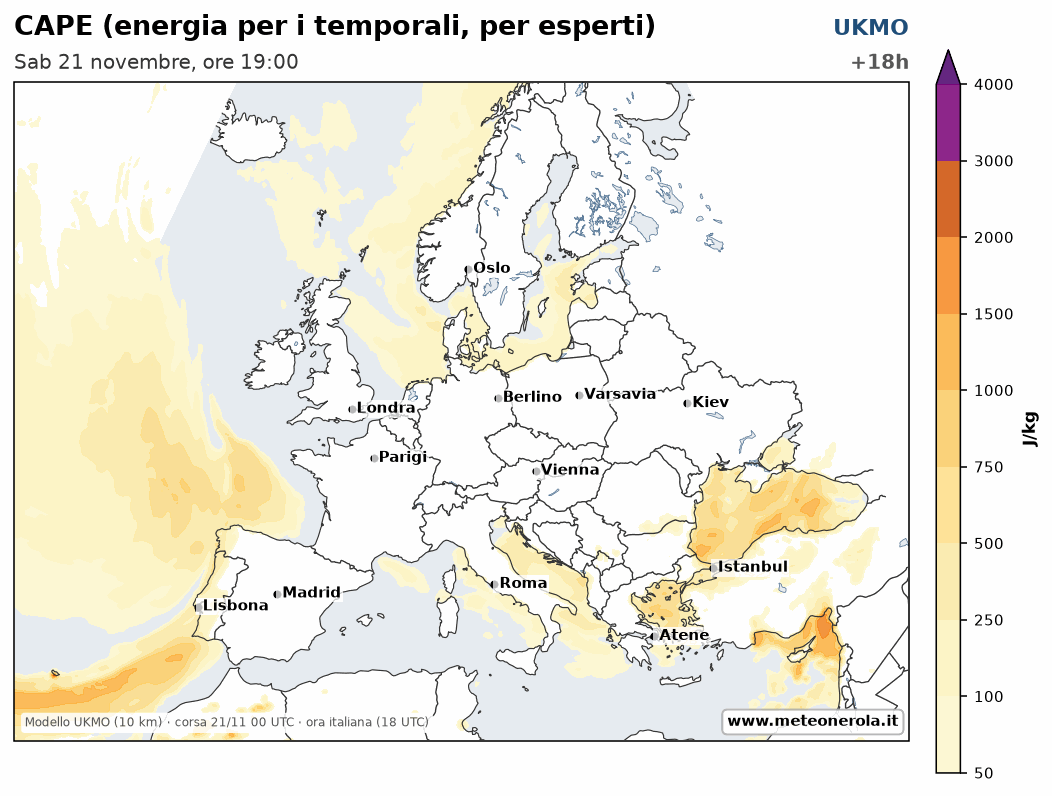 CAPE (energia per i temporali, per esperti)
UKMO
Sab 21 novembre, ore 19:00
+18h
4000
3000
2000
1500
1000
750
500
250
100
50
J/kg
Oslo
Berlino
Varsavia
Kiev
Londra
Parigi
Vienna
Istanbul
Roma
Madrid
Lisbona
Atene
Modello UKMO (10 km) · corsa 21/11 00 UTC · ora italiana (18 UTC)
www.meteonerola.it